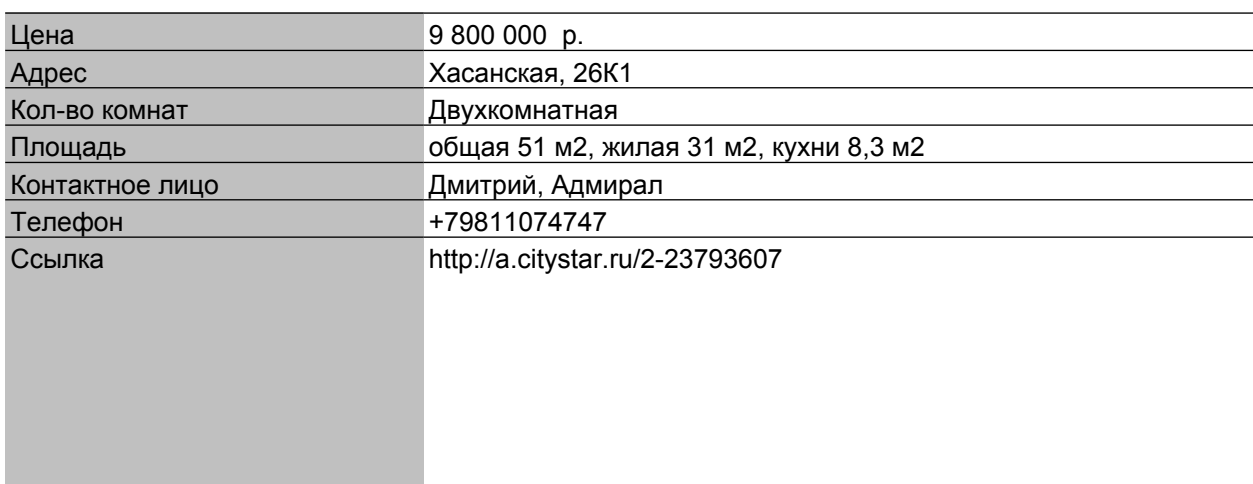 Цена 9 800 000 р.
Адрес Хасанская, 26К1
Кол-во комнат Двухкомнатная
Площадь общая 51 м2, жилая 31 м2, кухни 8,3 м2
Контактное лицо Дмитрий, Адмирал
Телефон +79811074747
Ссылка http://a.citystar.ru/2-23793607